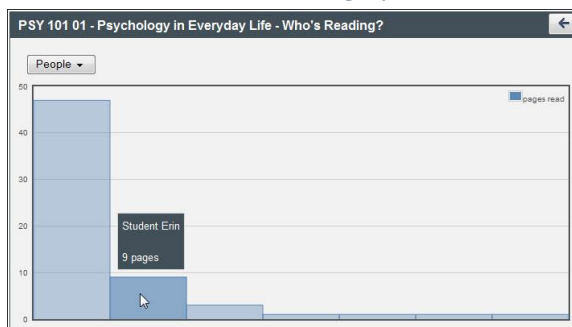 PSY 101 01 - Psychology in Everyday Life - Who's Reading?
People
50
pages read
40
30
20
Student Erin
9 pages
10
0